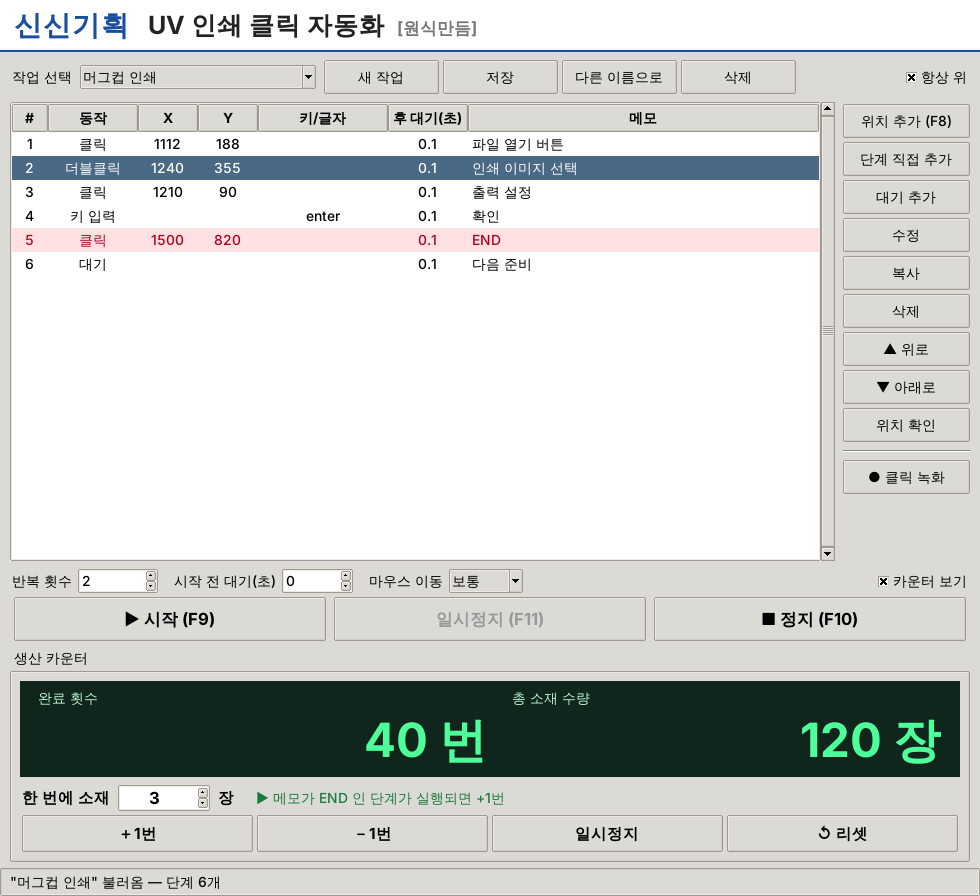 신신기획 UV 인쇄 클릭 자동화 [원식만듬]
작업 선택 머그컵 인쇄 새 작업 저장 다른 이름으로 삭제 항상 위
# 동작 X Y 키/글자 후 대기(초) 메모
1 클릭 1112 188 0.1 파일 열기 버튼
2 더블클릭 1240 355 0.1 인쇄 이미지 선택
3 클릭 1210 90 0.1 출력 설정
4 키 입력 enter 0.1 확인
5 클릭 1500 820 0.1 END
6 대기 0.1 다음 준비
위치 추가 (F8)
단계 직접 추가
대기 추가
수정
복사
삭제
▲ 위로
▼ 아래로
위치 확인
● 클릭 녹화
반복 횟수 2 시작 전 대기(초) 0 마우스 이동 보통 카운터 보기
▶ 시작 (F9) 일시정지 (F11) ■ 정지 (F10)
생산 카운터
완료 횟수 총 소재 수량
40 번 120 장
한 번에 소재 3 장 ▶ 메모가 END 인 단계가 실행되면 +1번
+1번 −1번 일시정지 ↺ 리셋
"머그컵 인쇄" 불러옴 — 단계 6개